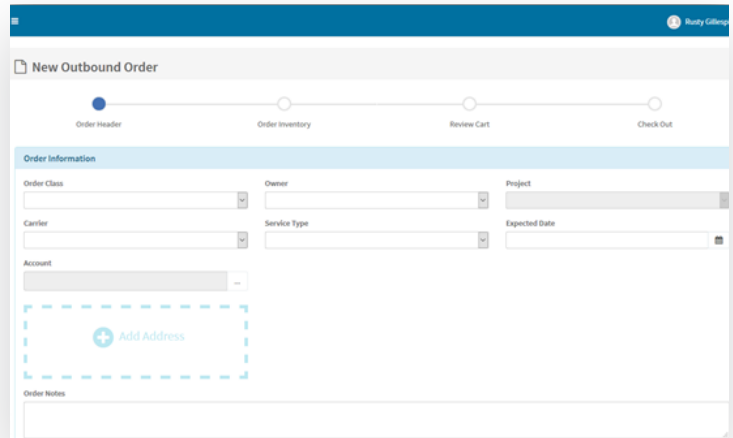 Rusty Gillesp
New Outbound Order
Order Header Order Inventory Review Cart Check Out
Order Information
Order Class Owner Project
Carrier Service Type Expected Date
Account
...
Add Address
Order Notes